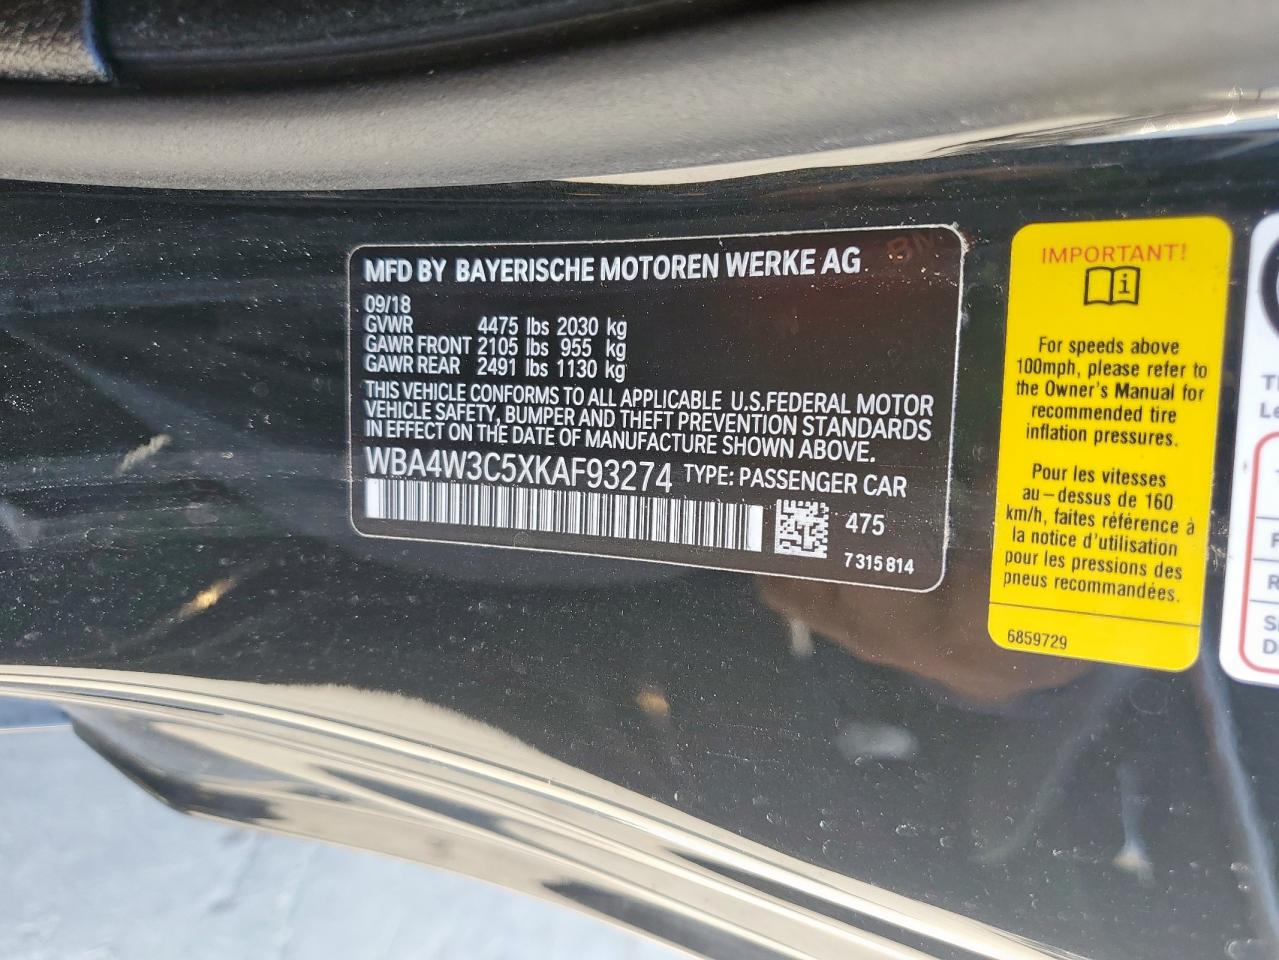 MFD BY BAYERISCHE MOTOREN WERKE AG
09/18
GVWR 4475 lbs 2030 kg
GAWR FRONT 2105 lbs 955 kg
GAWR REAR 2491 lbs 1130 kg
THIS VEHICLE CONFORMS TO ALL APPLICABLE U.S.FEDERAL MOTOR
VEHICLE SAFETY, BUMPER AND THEFT PREVENTION STANDARDS
IN EFFECT ON THE DATE OF MANUFACTURE SHOWN ABOVE.
WBA4W3C5XKAF93274 TYPE: PASSENGER CAR
475
7315814
IMPORTANT!
For speeds above
100mph, please refer to
the Owner's Manual for
recommended tire
inflation pressures.
Pour les vitesses
au-dessus de 160
km/h, faites référence à
la notice d'utilisation
pour les pressions des
pneus recommandées.
6859729